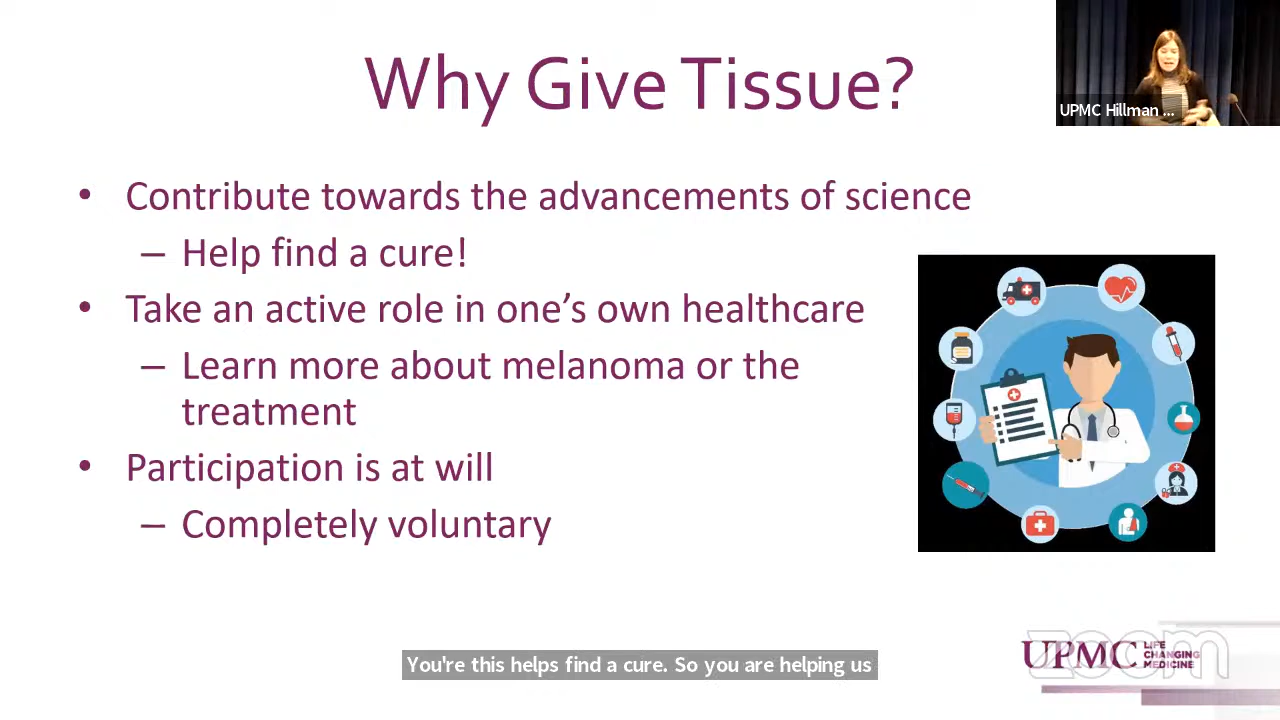 Why Give Tissue?
UPMC Hillman ...
• Contribute towards the advancements of science
– Help find a cure!
• Take an active role in one’s own healthcare
– Learn more about melanoma or the
treatment
• Participation is at will
– Completely voluntary
You're this helps find a cure. So you are helping us
UPMC
LIFE
CHANGING
MEDICINE
zoom